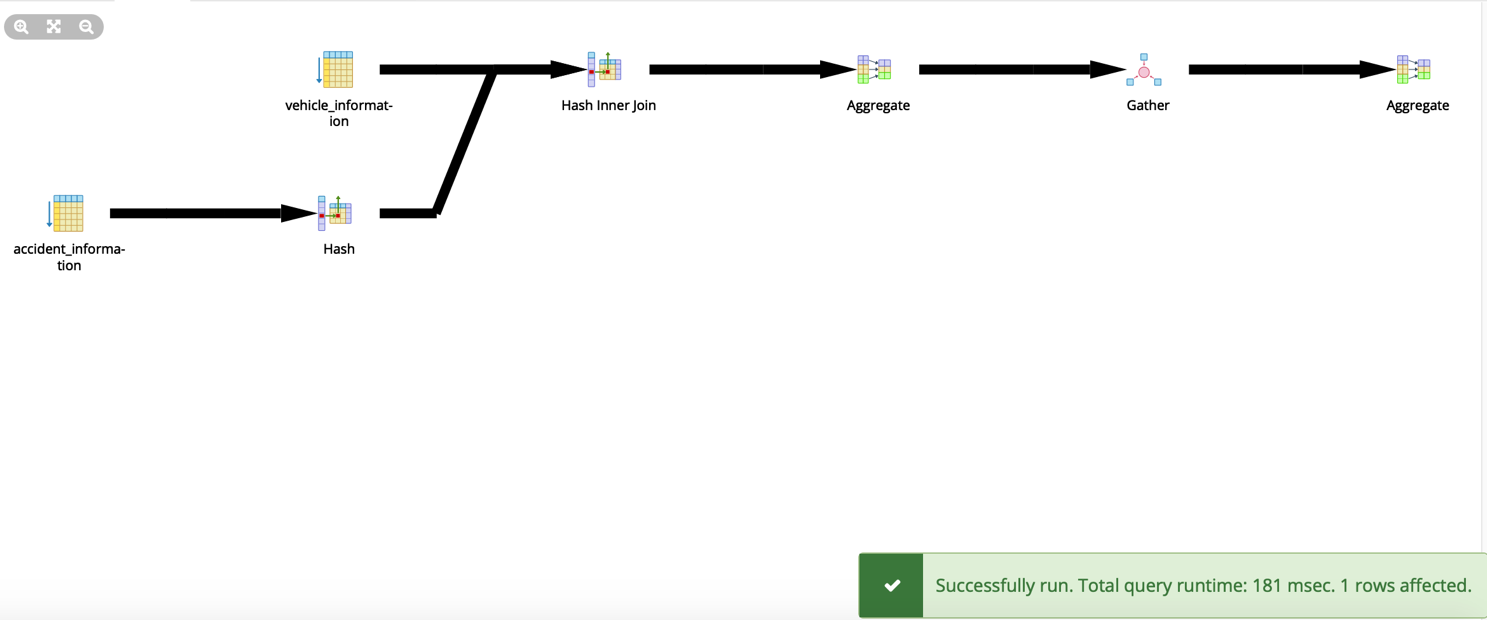 vehicle_informat-
ion
Hash Inner Join
Aggregate
Gather
Aggregate
accident_informa-
tion
Hash
Successfully run. Total query runtime: 181 msec. 1 rows affected.